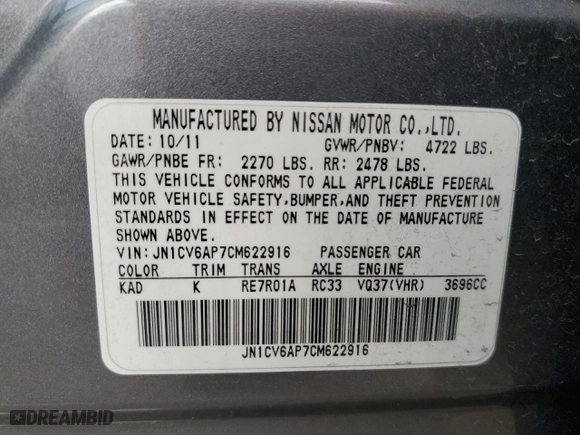 MANUFACTURED BY NISSAN MOTOR CO.,LTD.
DATE: 10/11 GVWR/PNBV: 4722 LBS.
GAWR/PNBE FR: 2270 LBS. RR: 2478 LBS.
THIS VEHICLE CONFORMS TO ALL APPLICABLE FEDERAL
MOTOR VEHICLE SAFETY,BUMPER,AND THEFT PREVENTION
STANDARDS IN EFFECT ON THE DATE OF MANUFACTURE
SHOWN ABOVE.
VIN: JN1CV6AP7CM622916 PASSENGER CAR
COLOR TRIM TRANS AXLE ENGINE
KAD K RE7R01A RC33 VQ37(VHR) 3696CC
JN1CV6AP7CM622916
DREAMBID